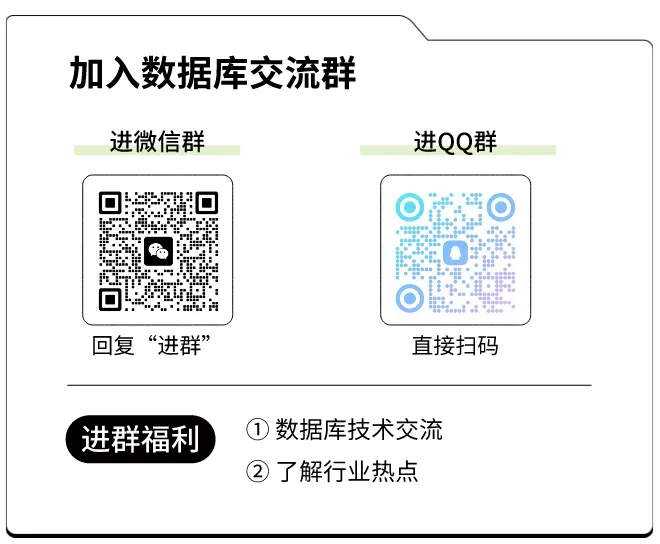 加入数据库交流群
进微信群
进QQ群
回复“进群”
直接扫码
进群福利
① 数据库技术交流
② 了解行业热点